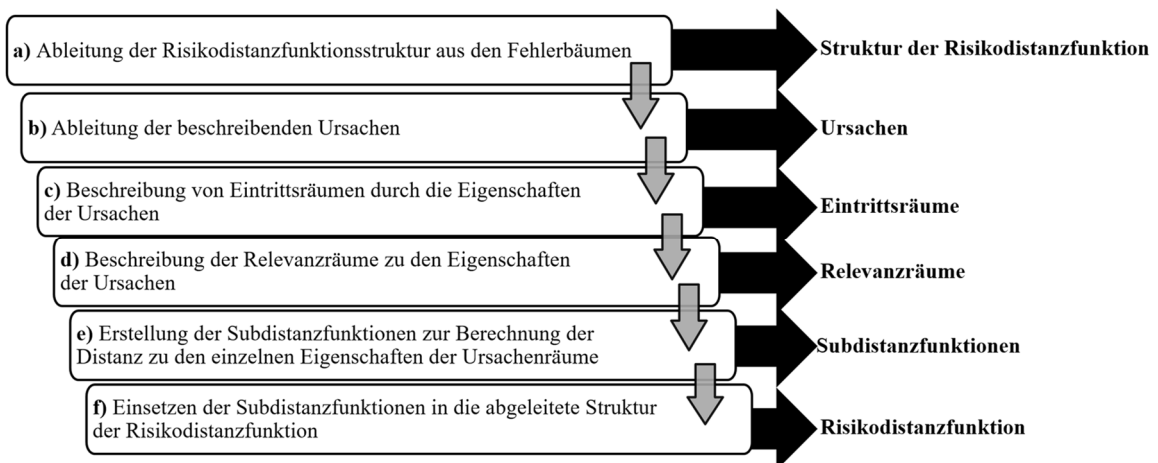 a) Ableitung der Risikodistanzfunktionsstruktur aus den Fehlerbäumen
Struktur der Risikodistanzfunktion
b) Ableitung der beschreibenden Ursachen
Ursachen
c) Beschreibung von Eintrittsräumen durch die Eigenschaften
der Ursachen
Eintrittsräume
d) Beschreibung der Relevanzräume zu den Eigenschaften
der Ursachen
Relevanzräume
e) Erstellung der Subdistanzfunktionen zur Berechnung der
Distanz zu den einzelnen Eigenschaften der Ursachenräume
Subdistanzfunktionen
f) Einsetzen der Subdistanzfunktionen in die abgeleitete Struktur
der Risikodistanzfunktion
Risikodistanzfunktion